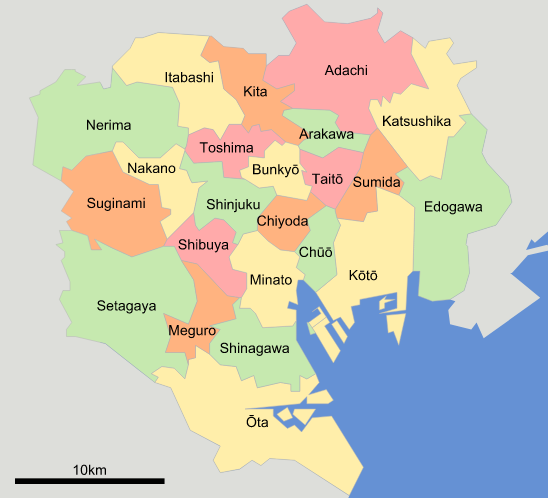 Adachi
Itabashi
Kita
Katsushika
Nerima
Arakawa
Toshima
Nakano
Bunkyō
Taitō
Sumida
Suginami
Shinjuku
Edogawa
Chiyoda
Shibuya
Chūō
Kōtō
Minato
Setagaya
Meguro
Shinagawa
Ōta
10km